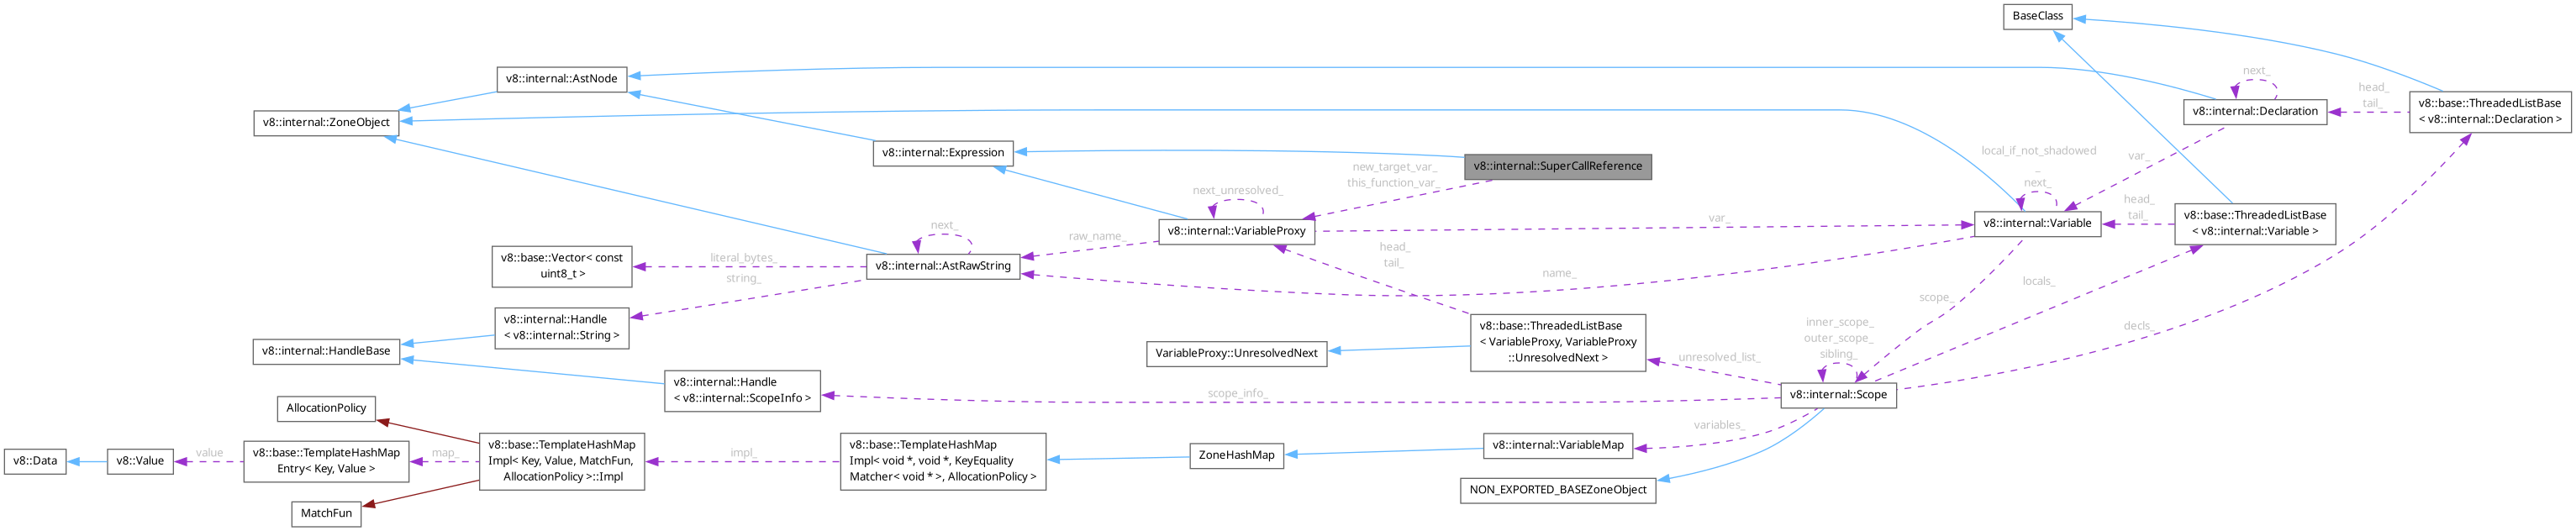 BaseClass
v8::internal::AstNode
next_
head_
tail_
v8::base::ThreadedListBase
< v8::internal::Declaration >
v8::internal::Declaration
v8::internal::ZoneObject
v8::internal::Expression
v8::internal::SuperCallReference
new_target_var_
this_function_var_
local_if_not_shadowed
_
next_
var_
next_unresolved_
head_
tail_
v8::base::ThreadedListBase
< v8::internal::Variable >
v8::internal::VariableProxy
var_
v8::internal::Variable
next_
raw_name_
v8::base::Vector< const
uint8_t >
literal_bytes_
string_
v8::internal::AstRawString
head_
tail_
name_
scope_
locals_
decls_
v8::internal::Handle
< v8::internal::String >
v8::internal::HandleBase
VariableProxy::UnresolvedNext
v8::base::ThreadedListBase
< VariableProxy, VariableProxy
::UnresolvedNext >
unresolved_list_
inner_scope_
outer_scope_
sibling_
v8::internal::Scope
v8::internal::Handle
< v8::internal::ScopeInfo >
scope_info_
AllocationPolicy
variables_
v8::Data
v8::Value
value
v8::base::TemplateHashMap
Entry< Key, Value >
map_
v8::base::TemplateHashMap
Impl< Key, Value, MatchFun,
AllocationPolicy >::Impl
impl_
v8::base::TemplateHashMap
Impl< void *, void *, KeyEquality
Matcher< void * >, AllocationPolicy >
ZoneHashMap
v8::internal::VariableMap
NON_EXPORTED_BASEZoneObject
MatchFun